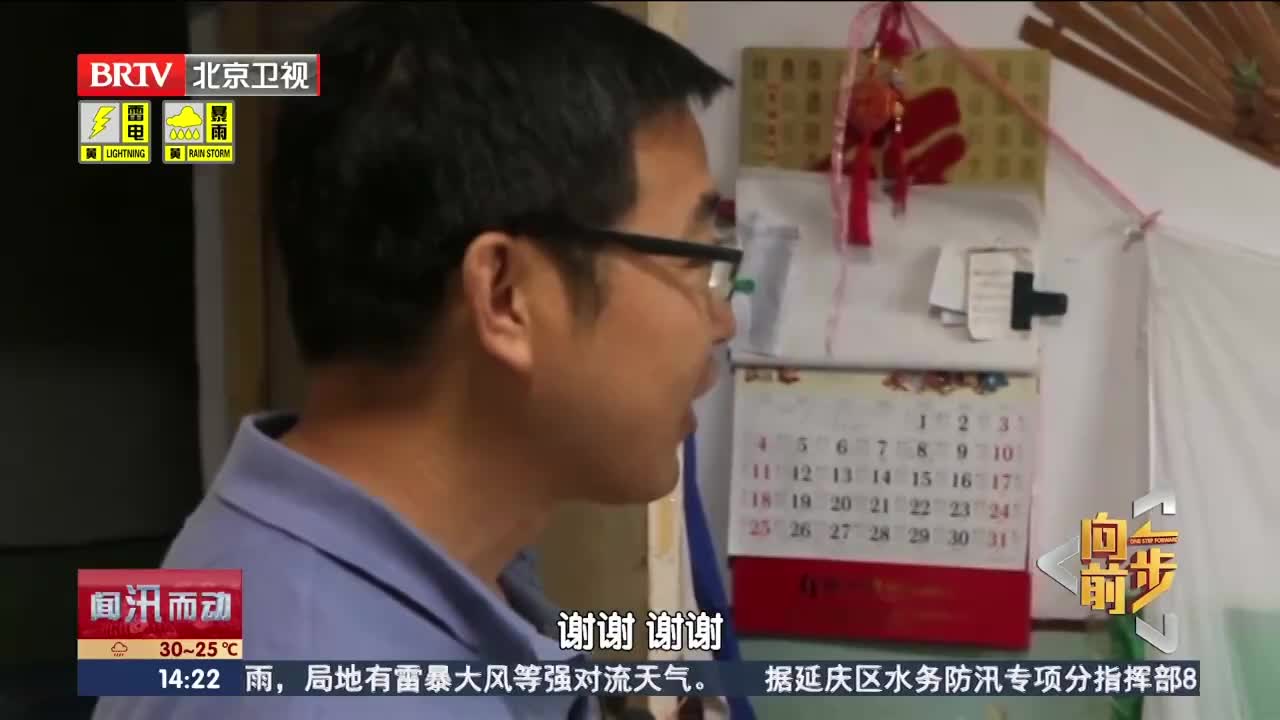 BRTV 北京卫视
雷电
黄 LIGHTNING
暴雨
黄 RAIN STORM
1 2 3
4 5 6 7 8 9 10
11 12 13 14 15 16 17
18 19 20 21 22 23 24
25 26 27 28 29 30 31
向前一步
ONE STEP FORWARD
闻汛而动
30~25℃
谢谢 谢谢
14:22 雨，局地有雷暴大风等强对流天气。 据延庆区水务防汛专项分指挥部8